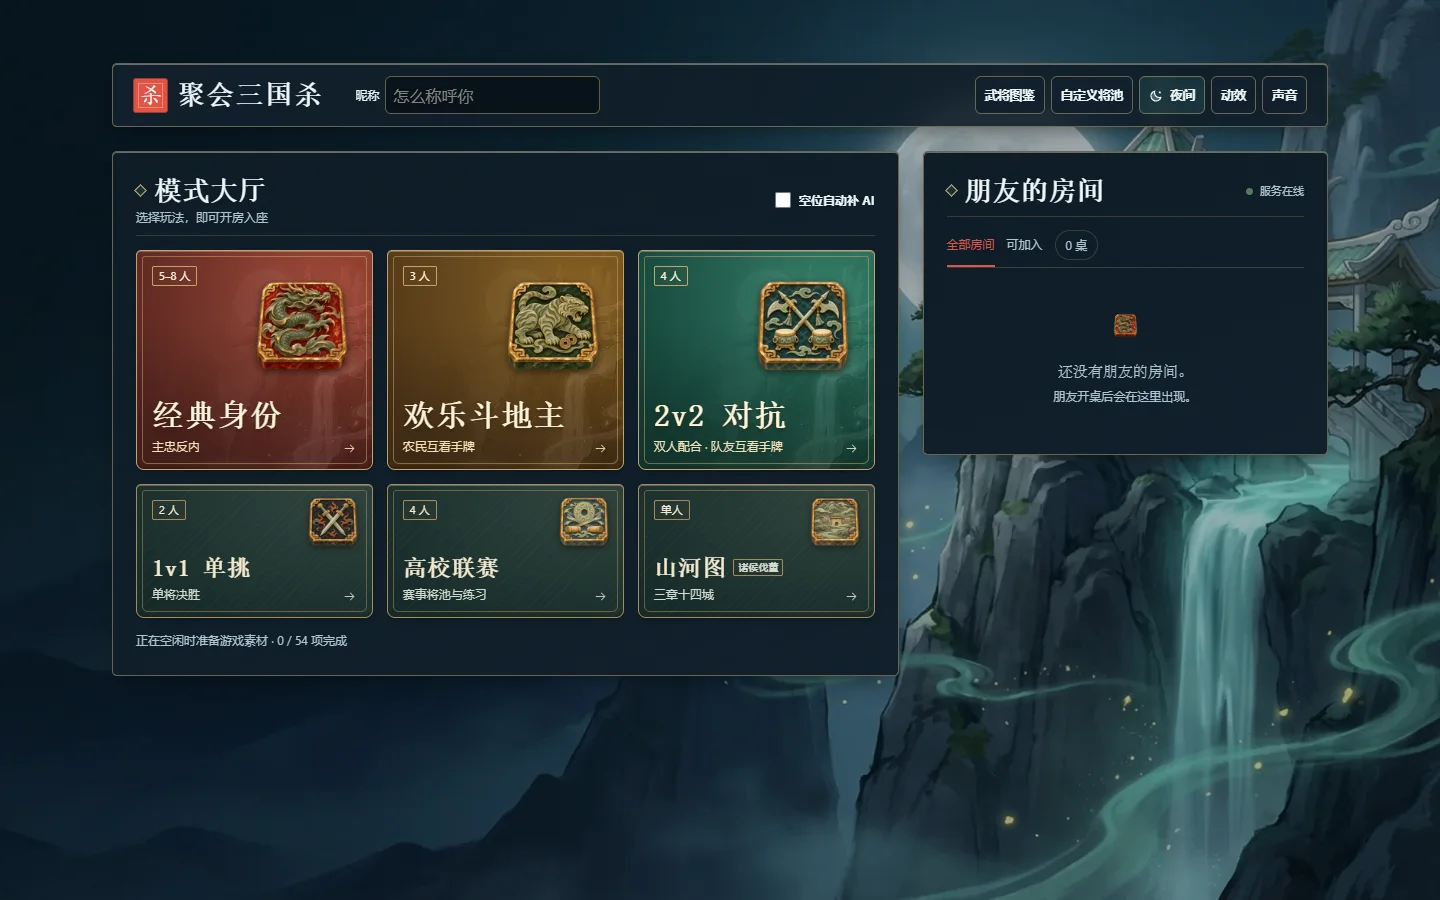 杀 聚会三国杀 昵称 怎么称呼你 武将图鉴 自定义将池 夜间 动效 声音
模式大厅
选择玩法，即可开房入座
空位自动补 AI
5–8 人
经典身份
主忠反内 →
3 人
欢乐斗地主
农民互看手牌 →
4 人
2v2 对抗
双人配合 · 队友互看手牌 →
2 人
1v1 单挑
单将决胜 →
4 人
高校联赛
赛事将池与练习 →
单人
山河图 诸侯伐董
三章十四城 →
正在空闲时准备游戏素材 · 0 / 54 项完成
朋友的房间
服务在线
全部房间 可加入 0 桌
还没有朋友的房间。
朋友开桌后会在这里出现。